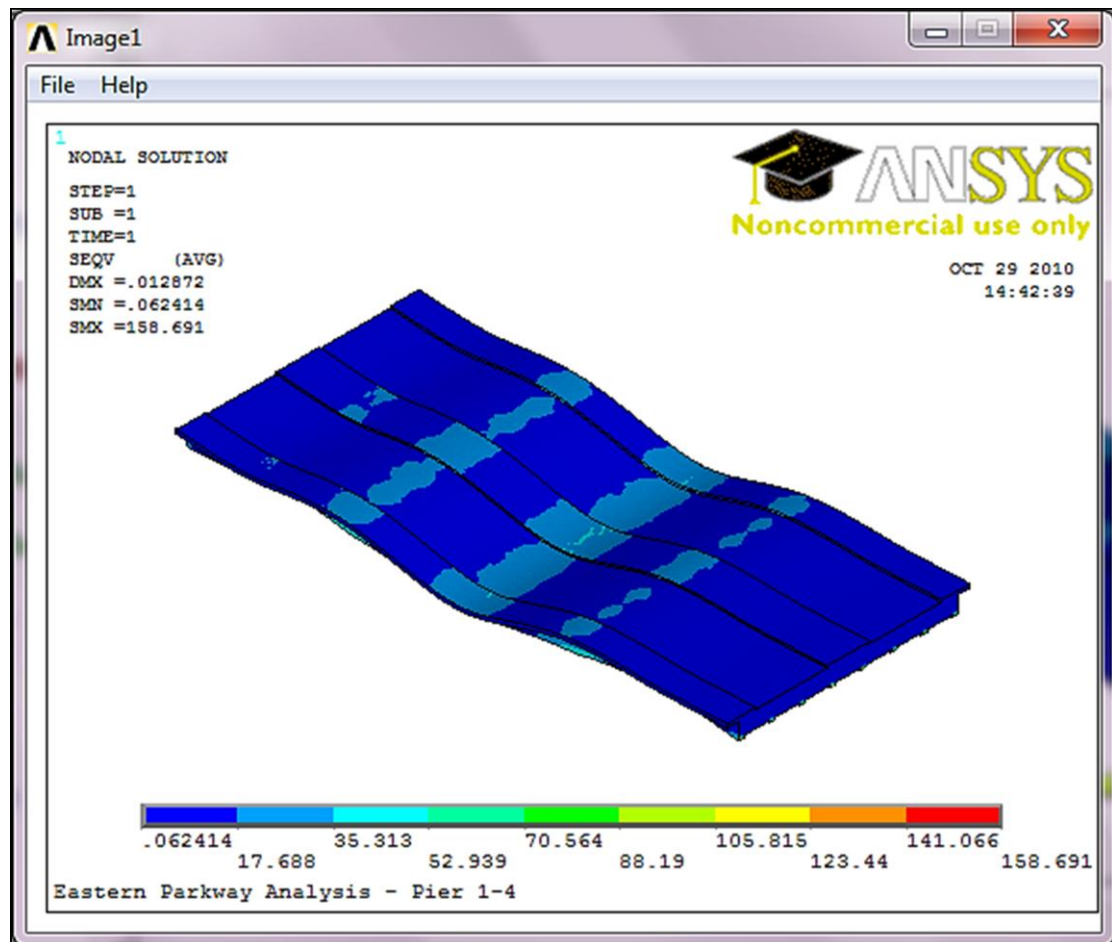 Image1
File Help
1
NODAL SOLUTION
STEP=1
SUB =1
TIME=1
SEQV (AVG)
DMX =.012872
SMN =.062414
SMX =158.691
ANSYS
Noncommercial use only
OCT 29 2010
14:42:39
.062414 35.313 70.564 105.815 141.066
17.688 52.939 88.19 123.44 158.691
Eastern Parkway Analysis - Pier 1-4